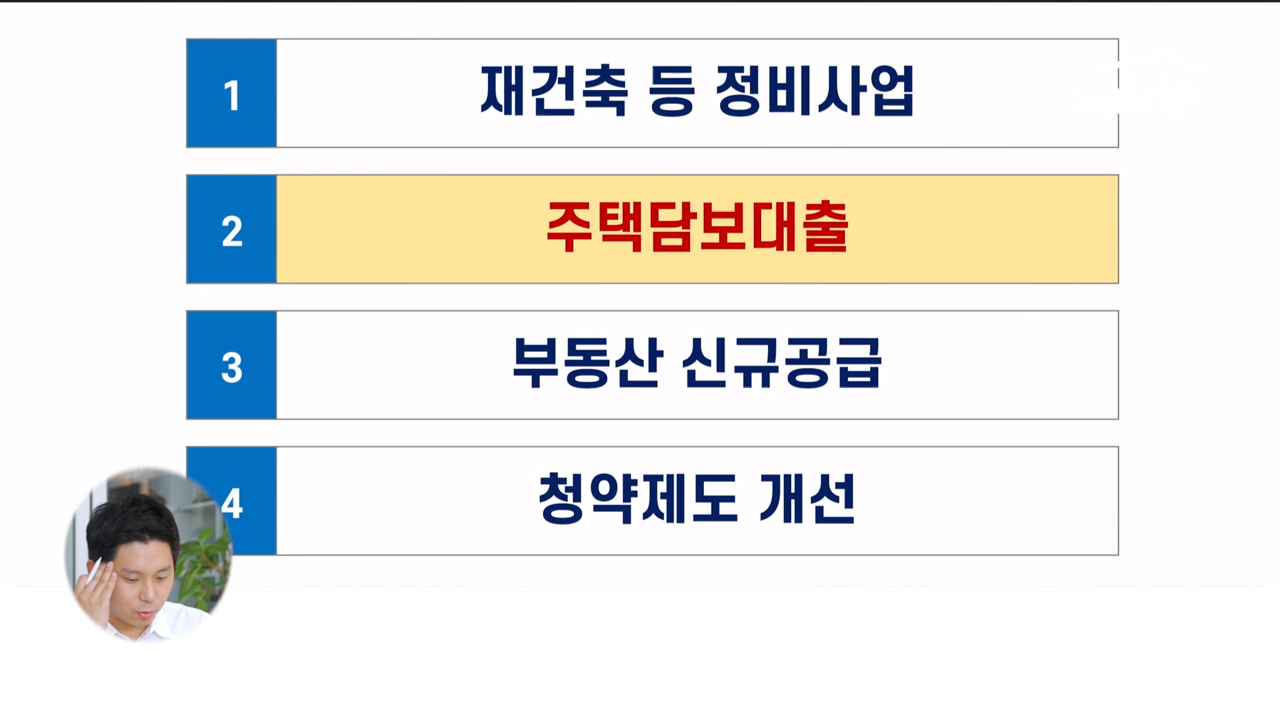 1 재건축 등 정비사업
2 주택담보대출
3 부동산 신규공급
4 청약제도 개선